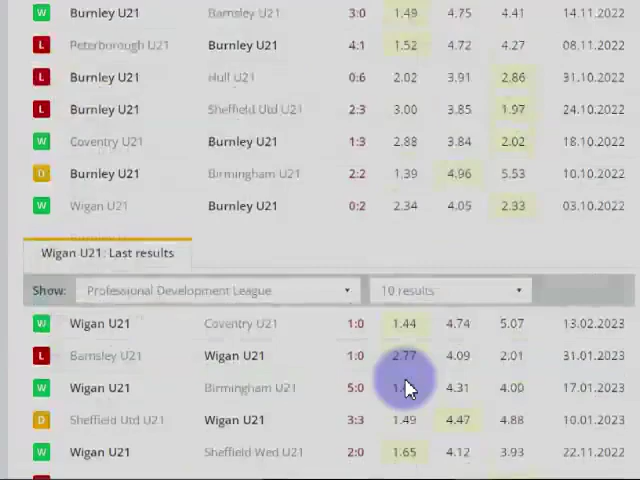 W Burnley U21 Barnsley U21 3:0 1.49 4.75 4.41 14.11.2022
L Peterborough U21 Burnley U21 4:1 1.52 4.72 4.27 08.11.2022
L Burnley U21 Hull U21 0:6 2.02 3.91 2.86 31.10.2022
L Burnley U21 Sheffield Utd U21 2:3 3.00 3.85 1.97 24.10.2022
W Coventry U21 Burnley U21 1:3 2.88 3.84 2.02 18.10.2022
D Burnley U21 Birmingham U21 2:2 1.39 4.96 5.53 10.10.2022
W Wigan U21 Burnley U21 0:2 2.34 4.05 2.33 03.10.2022
Wigan U21: Last results
Show: Professional Development League 10 results
W Wigan U21 Coventry U21 1:0 1.44 4.74 5.07 13.02.2023
L Barnsley U21 Wigan U21 1:0 2.77 4.09 2.01 31.01.2023
W Wigan U21 Birmingham U21 5:0 4.31 4.00 17.01.2023
D Sheffield Utd U21 Wigan U21 3:3 1.49 4.47 4.88 10.01.2023
W Wigan U21 Sheffield Wed U21 2:0 1.65 4.12 3.93 22.11.2022